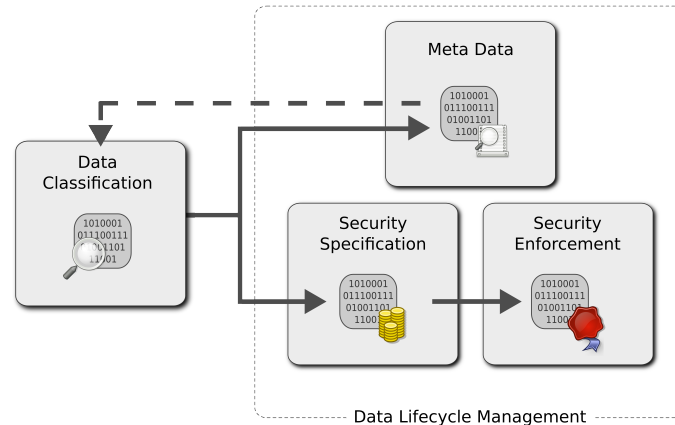 Meta Data
1010001
011100111
01001101
1100
Data
Classification
1010001
011100111
001101
11001
Security
Specification
1010001
011100111
01001101
1100
Security
Enforcement
1010001
011100111
01001101
1100
Data Lifecycle Management